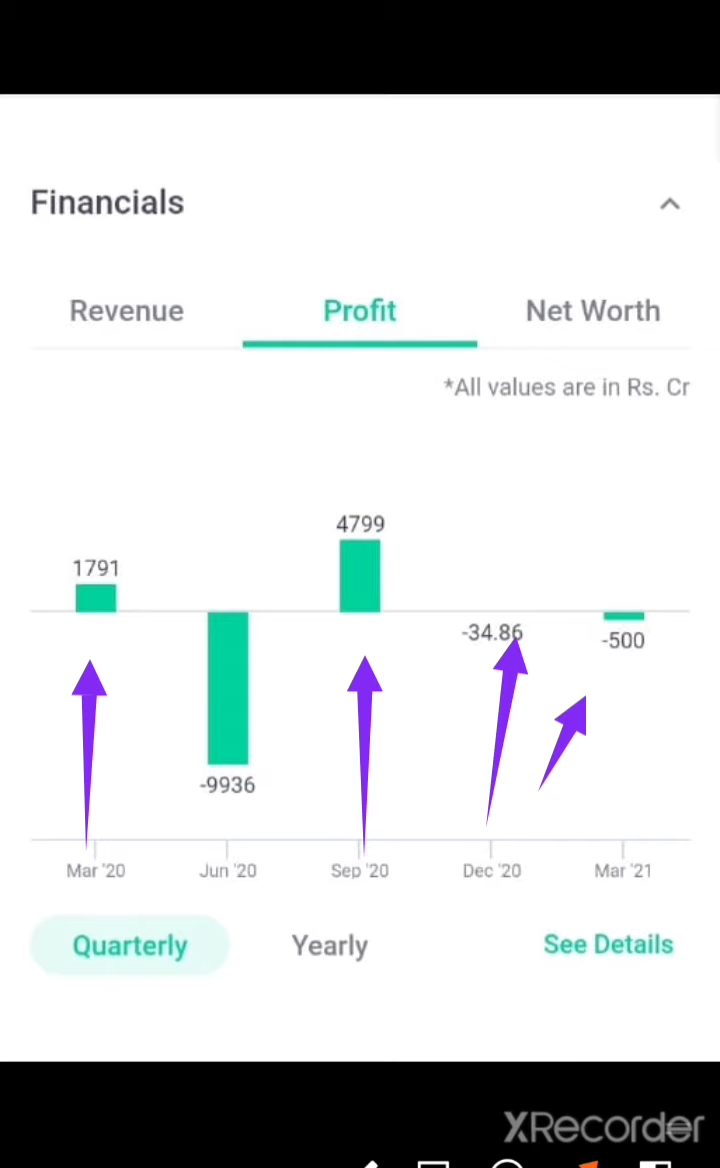 Financials
Revenue Profit Net Worth
*All values are in Rs. Cr
4799
1791
-34.86
-500
-9936
Mar '20 Jun '20 Sep '20 Dec '20 Mar '21
Quarterly Yearly See Details
XRecorder